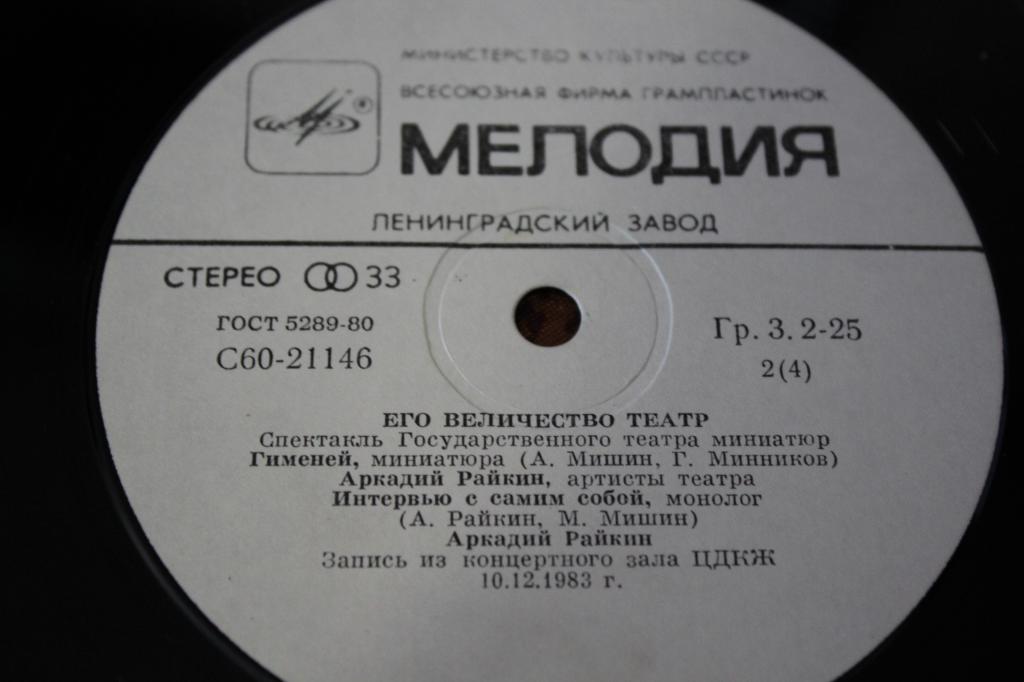 МИНИСТЕРСТВО КУЛЬТУРЫ СССР
ВСЕСОЮЗНАЯ ФИРМА ГРАМПЛАСТИНОК
МЕЛОДИЯ
ЛЕНИНГРАДСКИЙ ЗАВОД
СТЕРЕО 33
ГОСТ 5289-80
С60-21146
Гр. 3. 2-25
2(4)
ЕГО ВЕЛИЧЕСТВО ТЕАТР
Спектакль Государственного театра миниатюр
Гименей, миниатюра (А. Мишин, Г. Минников)
Аркадий Райкин, артисты театра
Интервью с самим собой, монолог
(А. Райкин, М. Мишин)
Аркадий Райкин
Запись из концертного зала ЦДКЖ
10.12.1983 г.